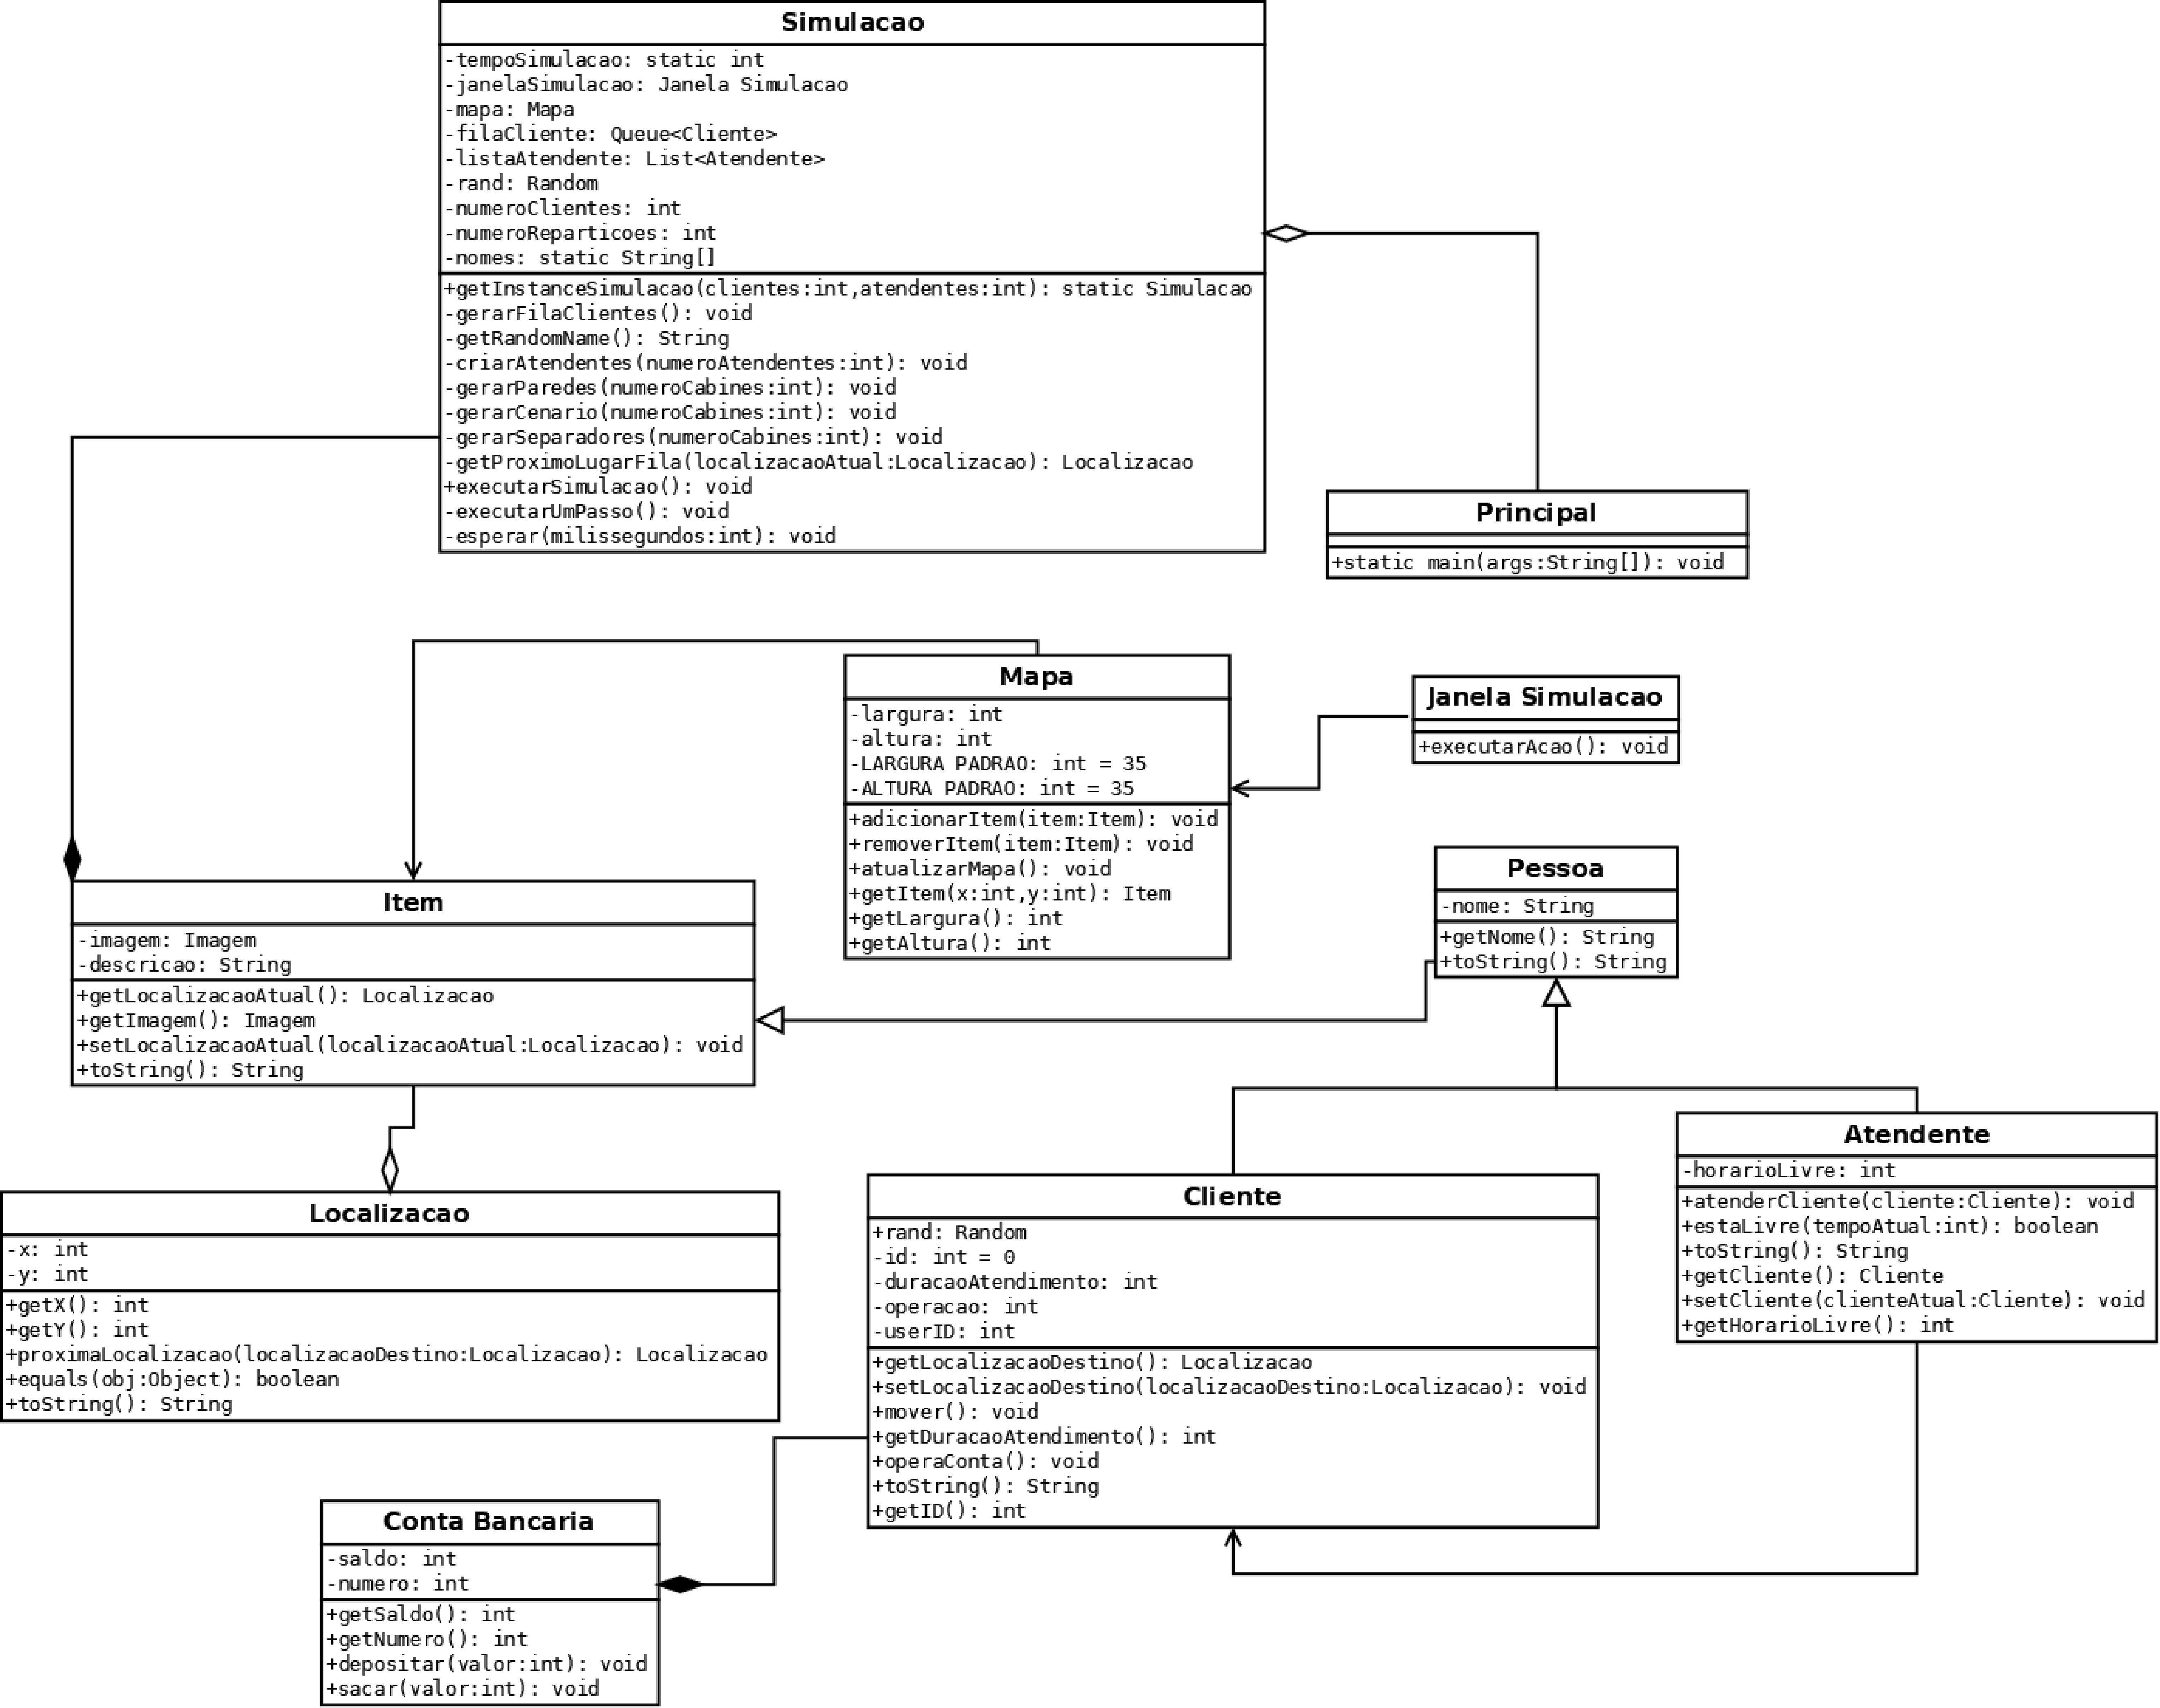 Simulacao
-tempoSimulacao: static int
-janelaSimulacao: Janela Simulacao
-mapa: Mapa
-filaCliente: Queue<Cliente>
-listaAtendente: List<Atendente>
-rand: Random
-numeroClientes: int
-numeroReparticoes: int
-nomes: static String[]
+getInstanceSimulacao(clientes:int,atendentes:int): static Simulacao
-gerarFilaClientes(): void
-getRandomName(): String
-criarAtendentes(numeroAtendentes:int): void
-gerarParedes(numeroCabines:int): void
-gerarCenario(numeroCabines:int): void
-gerarSeparadores(numeroCabines:int): void
-getProximoLugarFila(localizacaoAtual:Localizacao): Localizacao
+executarSimulacao(): void
-executarUmPasso(): void
-esperar(milissegundos:int): void
Principal
+static main(args:String[]): void
Mapa
-largura: int
-altura: int
-LARGURA PADRAO: int = 35
-ALTURA PADRAO: int = 35
+adicionarItem(item:Item): void
+removerItem(item:Item): void
+atualizarMapa(): void
+getItem(x:int,y:int): Item
+getLargura(): int
+getAltura(): int
Janela Simulacao
+executarAcao(): void
Pessoa
-nome: String
+getNome(): String
+toString(): String
Item
-imagem: Imagem
-descricao: String
+getLocalizacaoAtual(): Localizacao
+getImagem(): Imagem
+setLocalizacaoAtual(localizacaoAtual:Localizacao): void
+toString(): String
Atendente
-horarioLivre: int
+atenderCliente(cliente:Cliente): void
+estaLivre(tempoAtual:int): boolean
+toString(): String
+getCliente(): Cliente
+setCliente(clienteAtual:Cliente): void
+getHorarioLivre(): int
Localizacao
-x: int
-y: int
+getX(): int
+getY(): int
+proximaLocalizacao(localizacaoDestino:Localizacao): Localizacao
+equals(obj:Object): boolean
+toString(): String
Cliente
+rand: Random
-id: int = 0
-duracaoAtendimento: int
-operacao: int
-userID: int
+getLocalizacaoDestino(): Localizacao
+setLocalizacaoDestino(localizacaoDestino:Localizacao): void
+mover(): void
+getDuracaoAtendimento(): int
+operaConta(): void
+toString(): String
+getID(): int
Conta Bancaria
-saldo: int
-numero: int
+getSaldo(): int
+getNumero(): int
+depositar(valor:int): void
+sacar(valor:int): void